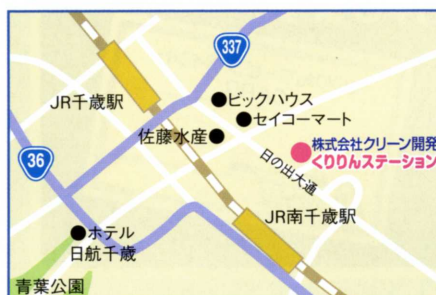 337
JR千歳駅
ビックハウス
セイコーマート
佐藤水産
株式会社クリーン開発
くりりんステーション
36
日の出大通
JR南千歳駅
ホテル
日航千歳
青葉公園